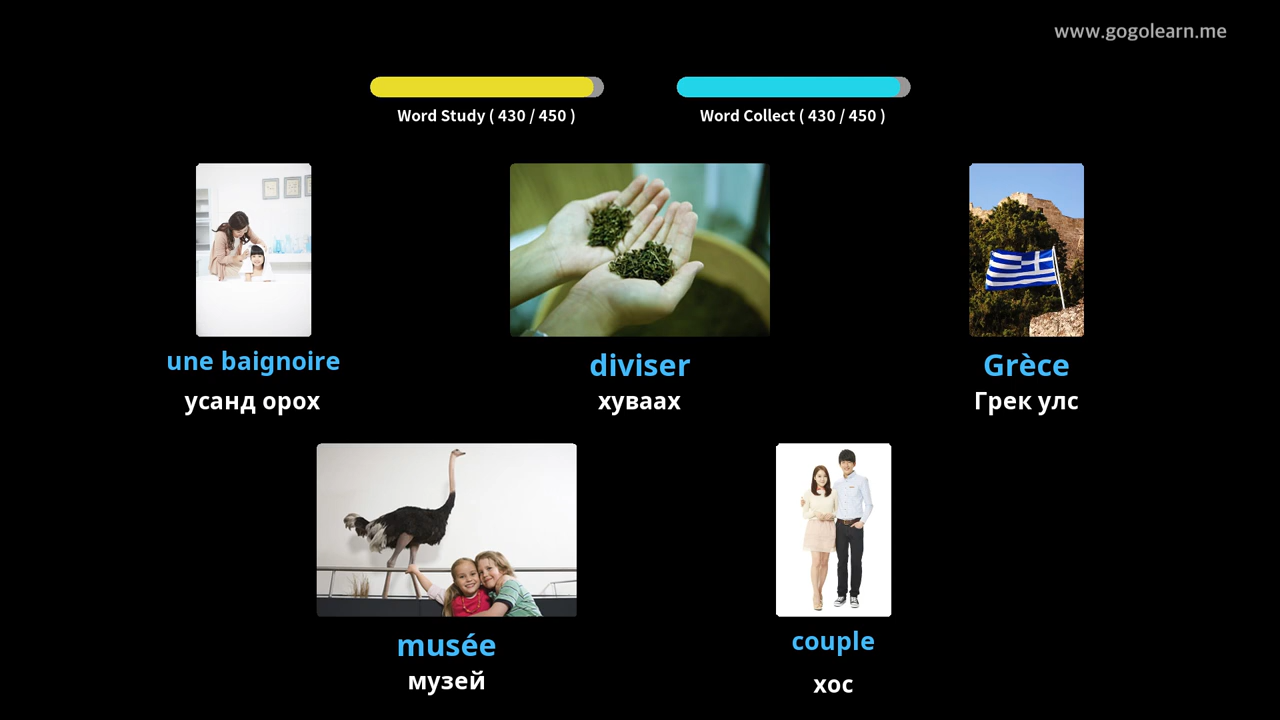 www.gogolearn.me
Word Study ( 430 / 450 )
Word Collect ( 430 / 450 )
une baignoire
усанд орох
diviser
хуваах
Grèce
Грек улс
musée
музей
couple
хос